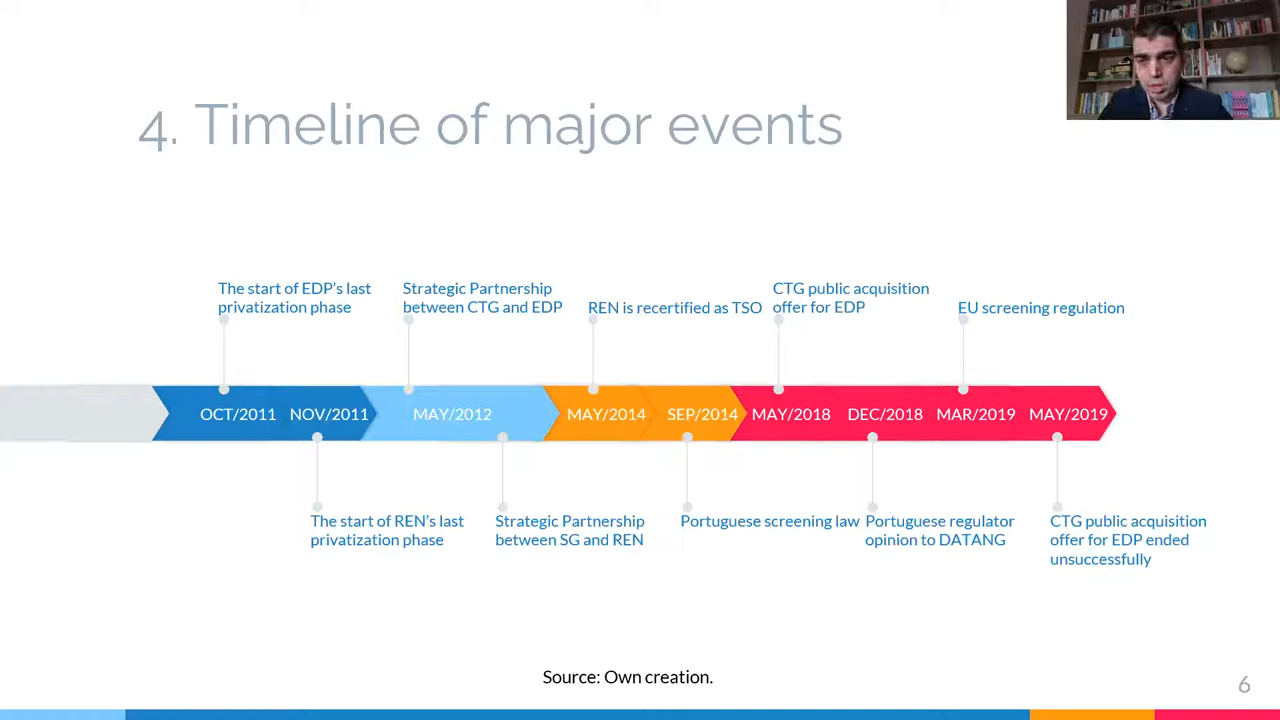 4. Timeline of major events
The start of EDP's last
privatization phase
Strategic Partnership
between CTG and EDP
REN is recertified as TSO
CTG public acquisition
offer for EDP
EU screening regulation
OCT/2011 NOV/2011 MAY/2012 MAY/2014 SEP/2014 MAY/2018 DEC/2018 MAR/2019 MAY/2019
The start of REN's last
privatization phase
Strategic Partnership
between SG and REN
Portuguese screening law
Portuguese regulator
opinion to DATANG
CTG public acquisition
offer for EDP ended
unsuccessfully
Source: Own creation.
6